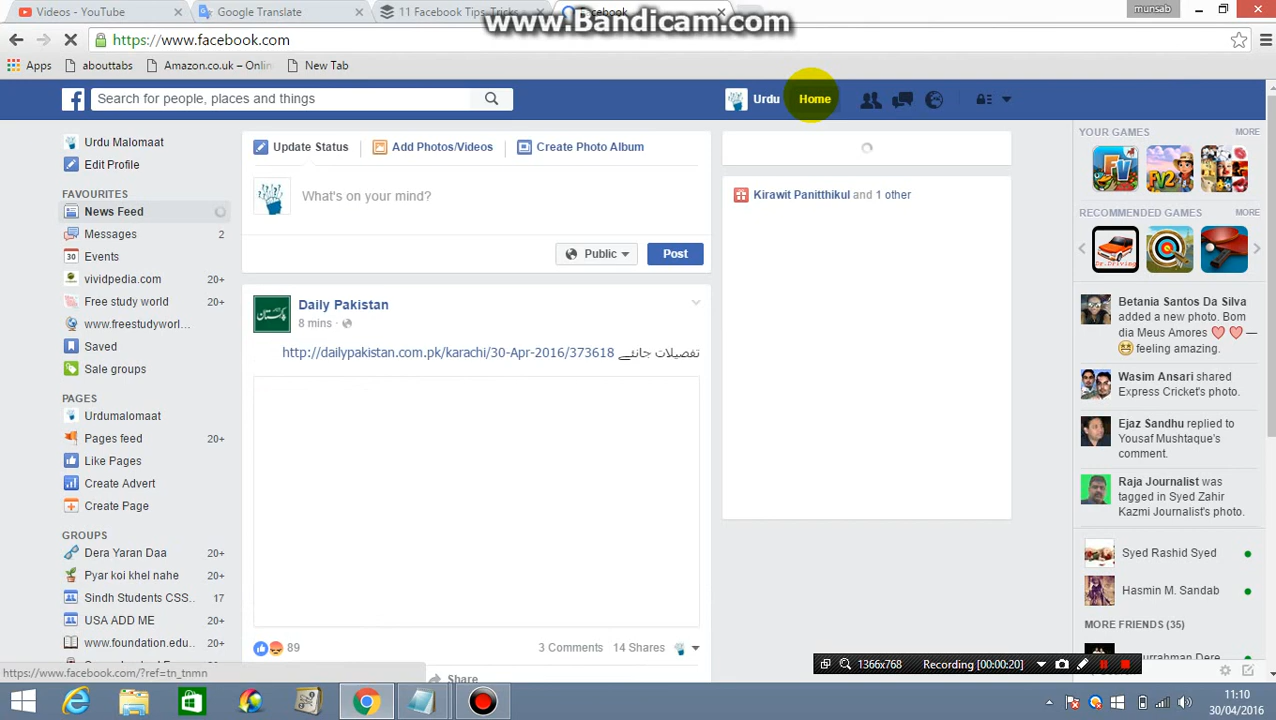 Videos - YouTube
Google Translate
11 Facebook Tips, Tricks
Facebook
www.Bandicam.com
munsab
https://www.facebook.com
Apps
abouttabs
Amazon.co.uk – Onlin
New Tab
Search for people, places and things
Urdu
Home
Urdu Malomaat
Edit Profile
FAVOURITES
News Feed
Messages 2
Events
vividpedia.com 20+
Free study world 20+
www.freestudyworl...
Saved
Sale groups
PAGES
Urdumalomaat
Pages feed 20+
Like Pages
Create Advert
Create Page
GROUPS
Dera Yaran Daa 20+
Pyar koi khel nahe 20+
Sindh Students CSS.. 17
USA ADD ME 20+
www.foundation.edu.. 20+
Update Status
Add Photos/Videos
Create Photo Album
What's on your mind?
Public
Post
Daily Pakistan
8 mins
تفصیلات جانئے http://dailypakistan.com.pk/karachi/30-Apr-2016/373618
89
3 Comments 14 Shares
Share
Kirawit Panitthikul and 1 other
YOUR GAMES MORE
RECOMMENDED GAMES MORE
Betania Santos Da Silva
added a new photo. Bom
dia Meus Amores —
feeling amazing.
Wasim Ansari shared
Express Cricket's photo.
Ejaz Sandhu replied to
Yousaf Mushtaque's
comment.
Raja Journalist was
tagged in Syed Zahir
Kazmi Journalist's photo.
Syed Rashid Syed
Hasmin M. Sandab
MORE FRIENDS (35)
1366x768
Recording [00:00:20]
https://www.facebook.com/?ref=tn_tnmn
11:10
30/04/2016